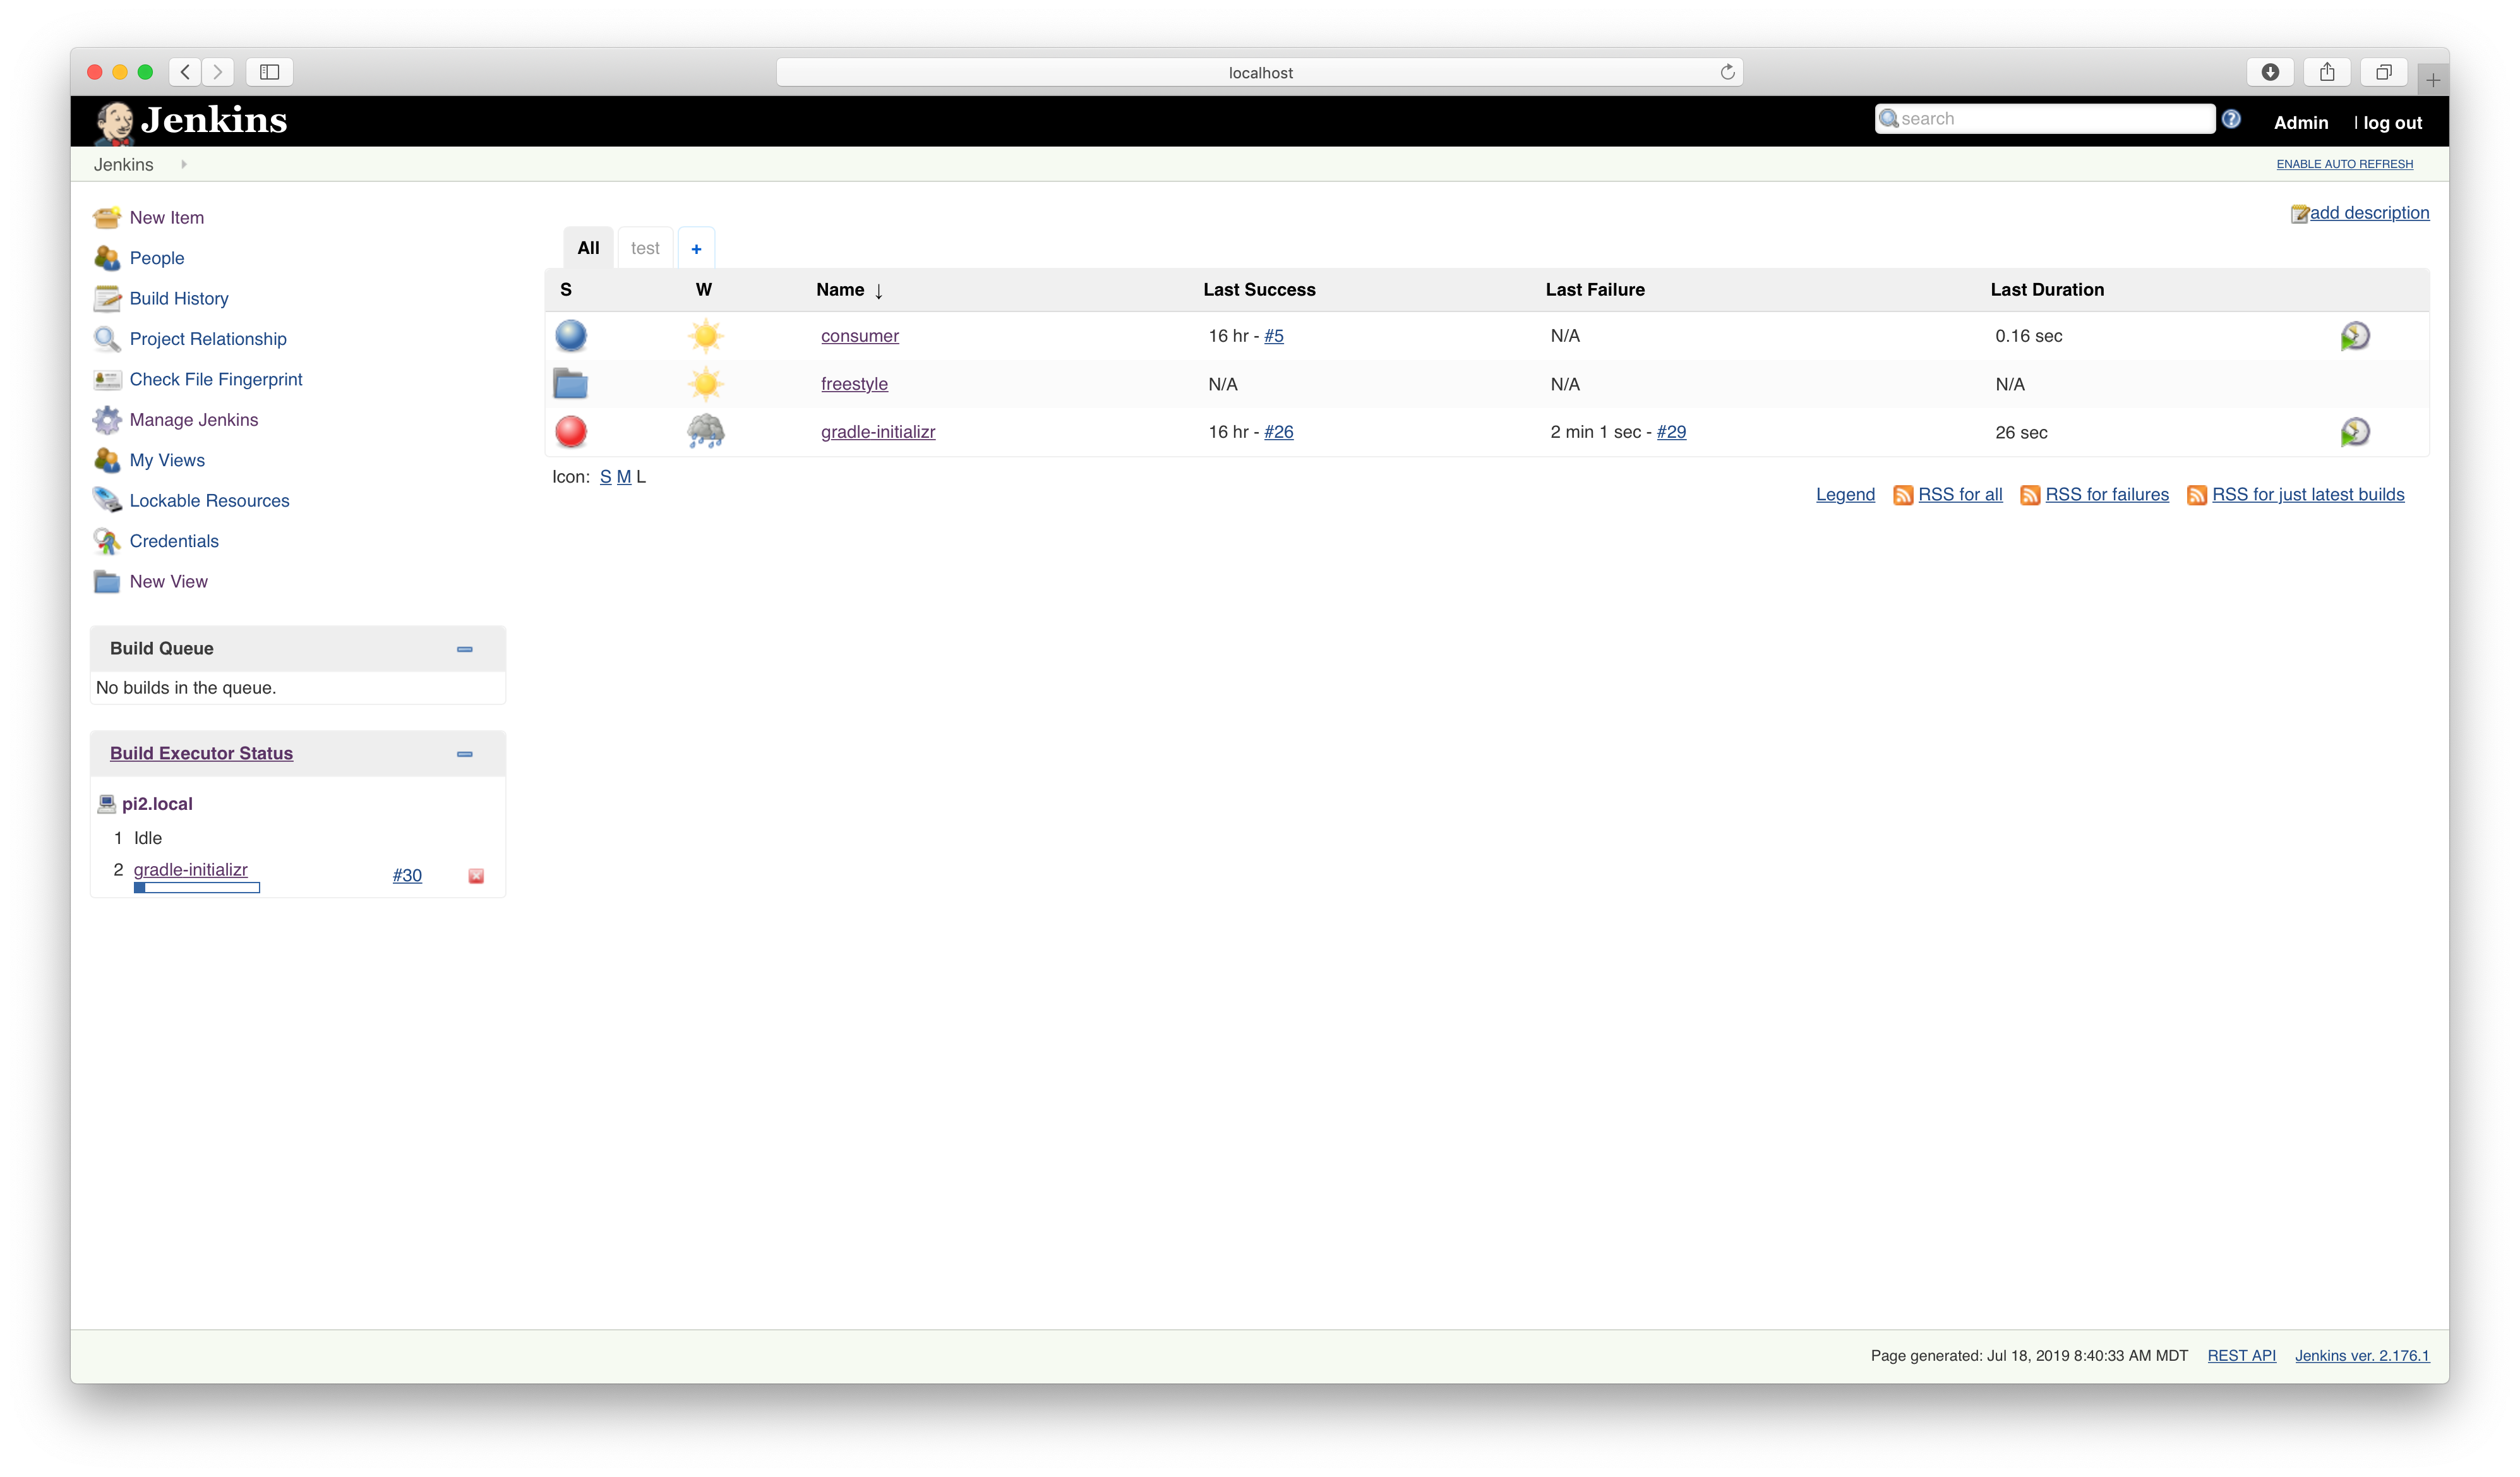 localhost
Jenkins
search
Admin
| log out
Jenkins
ENABLE AUTO REFRESH
New Item
People
Build History
Project Relationship
Check File Fingerprint
Manage Jenkins
My Views
Lockable Resources
Credentials
New View
Build Queue
No builds in the queue.
Build Executor Status
pi2.local
1 Idle
2 gradle-initializr #30
add description
All test +
S W Name ↓ Last Success Last Failure Last Duration
consumer 16 hr - #5 N/A 0.16 sec
freestyle N/A N/A N/A
gradle-initializr 16 hr - #26 2 min 1 sec - #29 26 sec
Icon: S M L
Legend RSS for all RSS for failures RSS for just latest builds
Page generated: Jul 18, 2019 8:40:33 AM MDT REST API Jenkins ver. 2.176.1